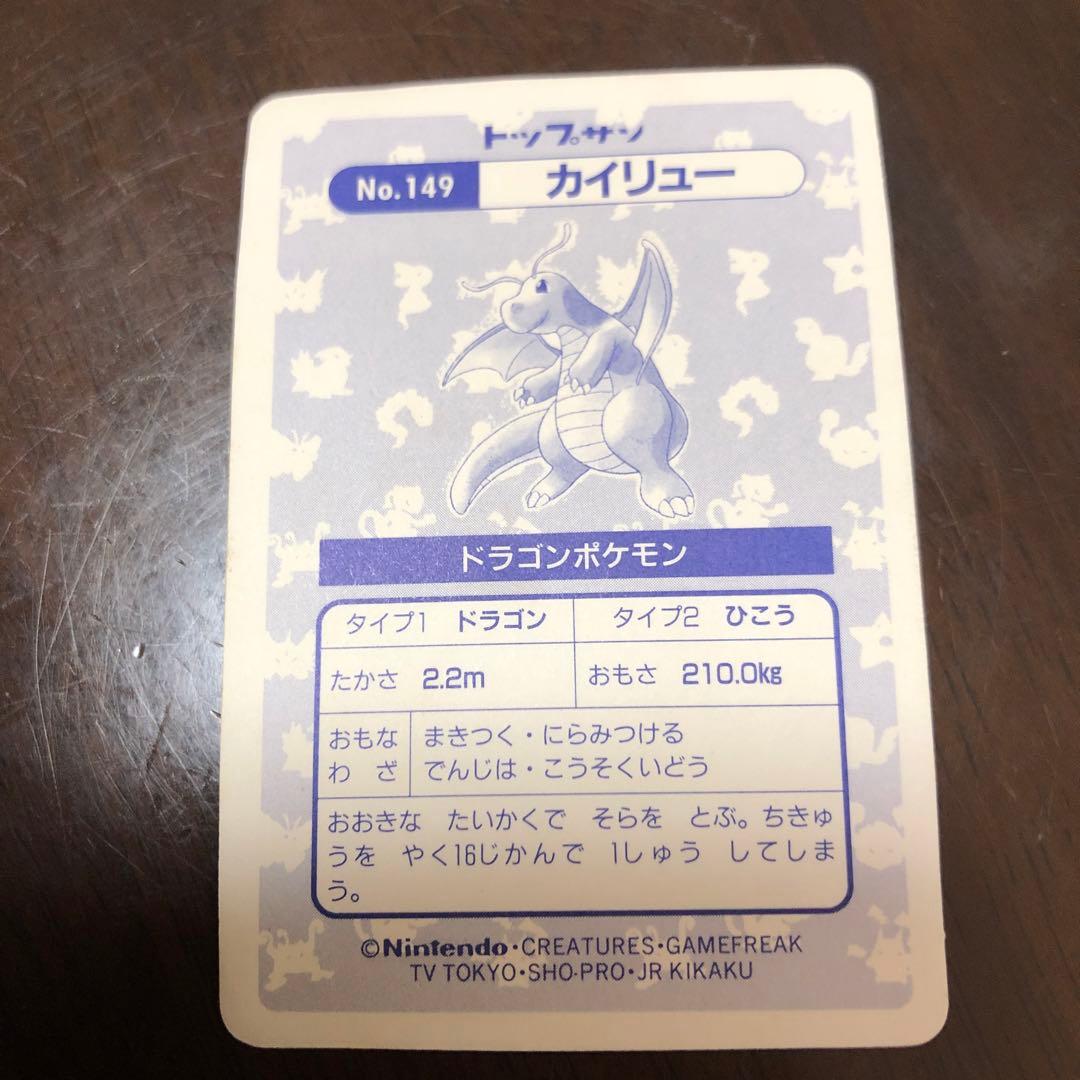 トップサン
No.149 カイリュー
ドラゴンポケモン
タイプ1 ドラゴン タイプ2 ひこう
たかさ 2.2m おもさ 210.0kg
おもな まきつく・にらみつける
わ ざ でんじは・こうそくいどう
おおきな たいかくで そらを とぶ。ちきゅ
うを やく16じかんで 1しゅう してしま
う。
©Nintendo・CREATURES・GAMEFREAK
TV TOKYO・SHO-PRO・JR KIKAKU